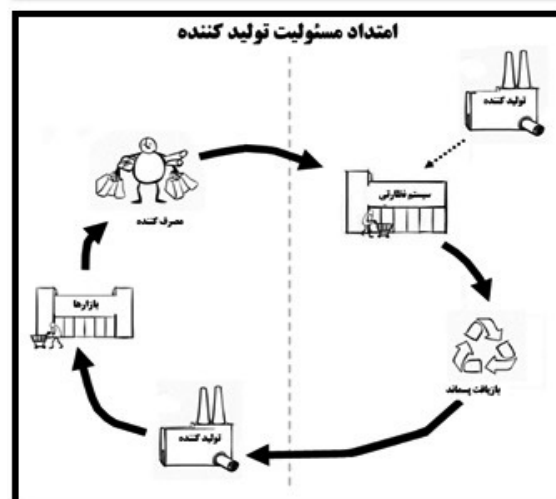 امتداد مسئولیت تولید کننده
تولید کننده
سیستم نظارتی
مصرف کننده
بازارها
بازیافت پسماند
تولید کننده